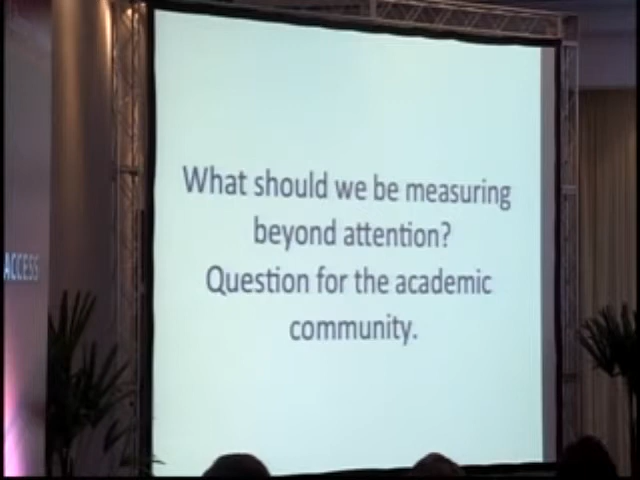 What should we be measuring
beyond attention?
Question for the academic
community.
ACCESS